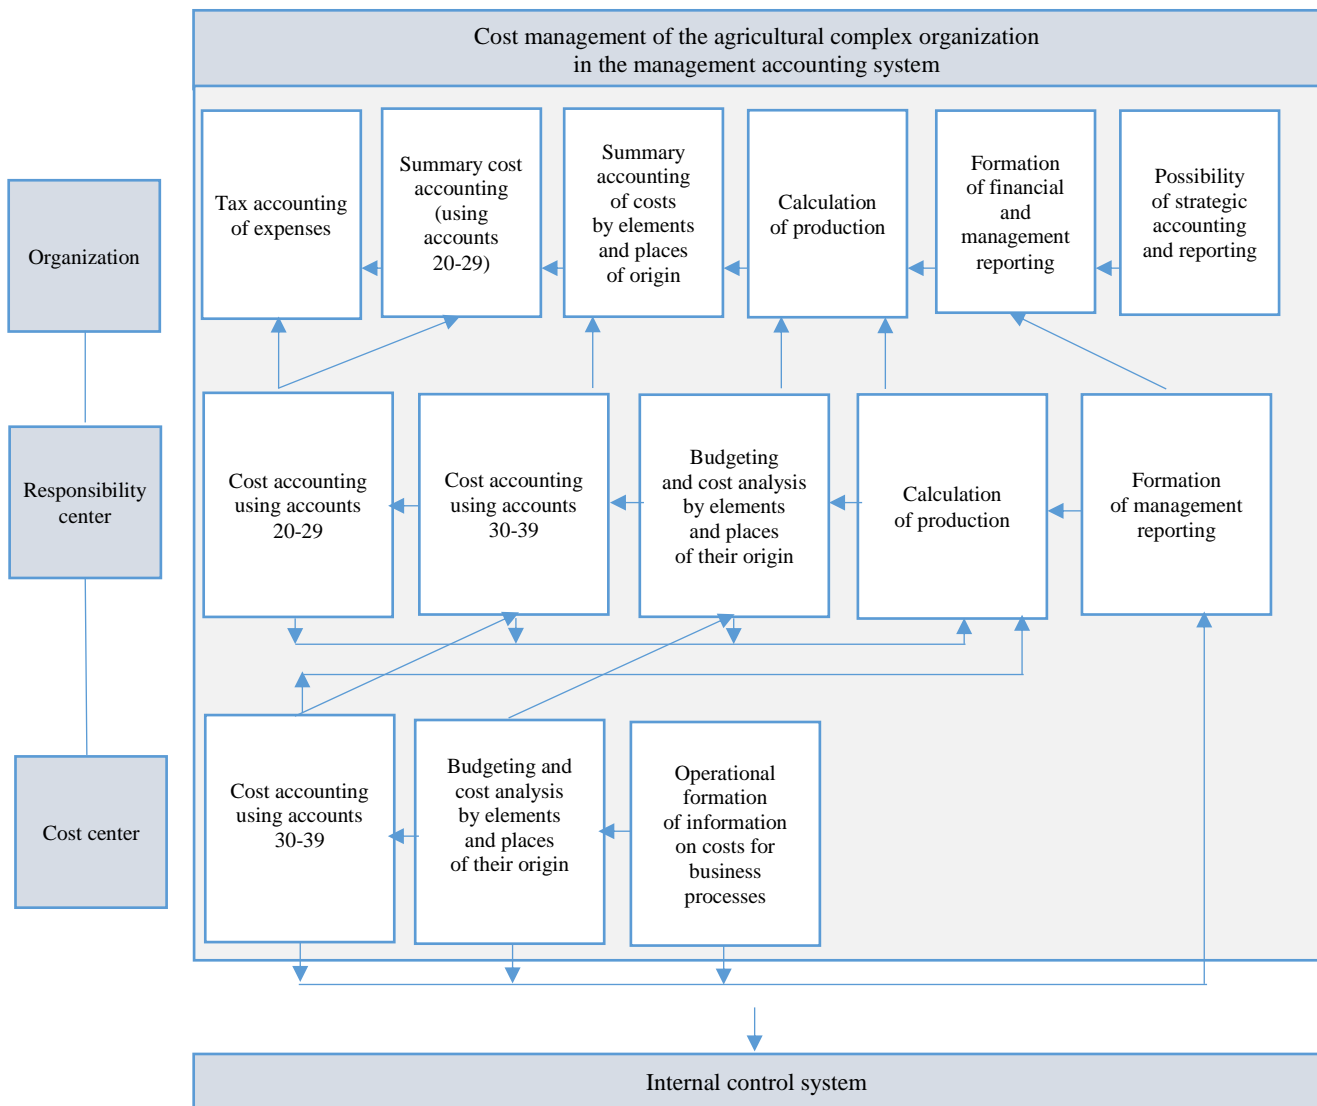 Cost management of the agricultural complex organization
in the management accounting system
Organization
Tax accounting
of expenses
Summary cost
accounting
(using
accounts
20-29)
Summary
accounting
of costs
by elements
and places
of origin
Calculation
of production
Formation
of financial
and
management
reporting
Possibility
of strategic
accounting
and reporting
Responsibility
center
Cost accounting
using accounts
20-29
Cost accounting
using accounts
30-39
Budgeting
and cost analysis
by elements
and places
of their origin
Calculation
of production
Formation
of management
reporting
Cost center
Cost accounting
using accounts
30-39
Budgeting and
cost analysis
by elements
and places
of their origin
Operational
formation
of information
on costs for
business
processes
Internal control system